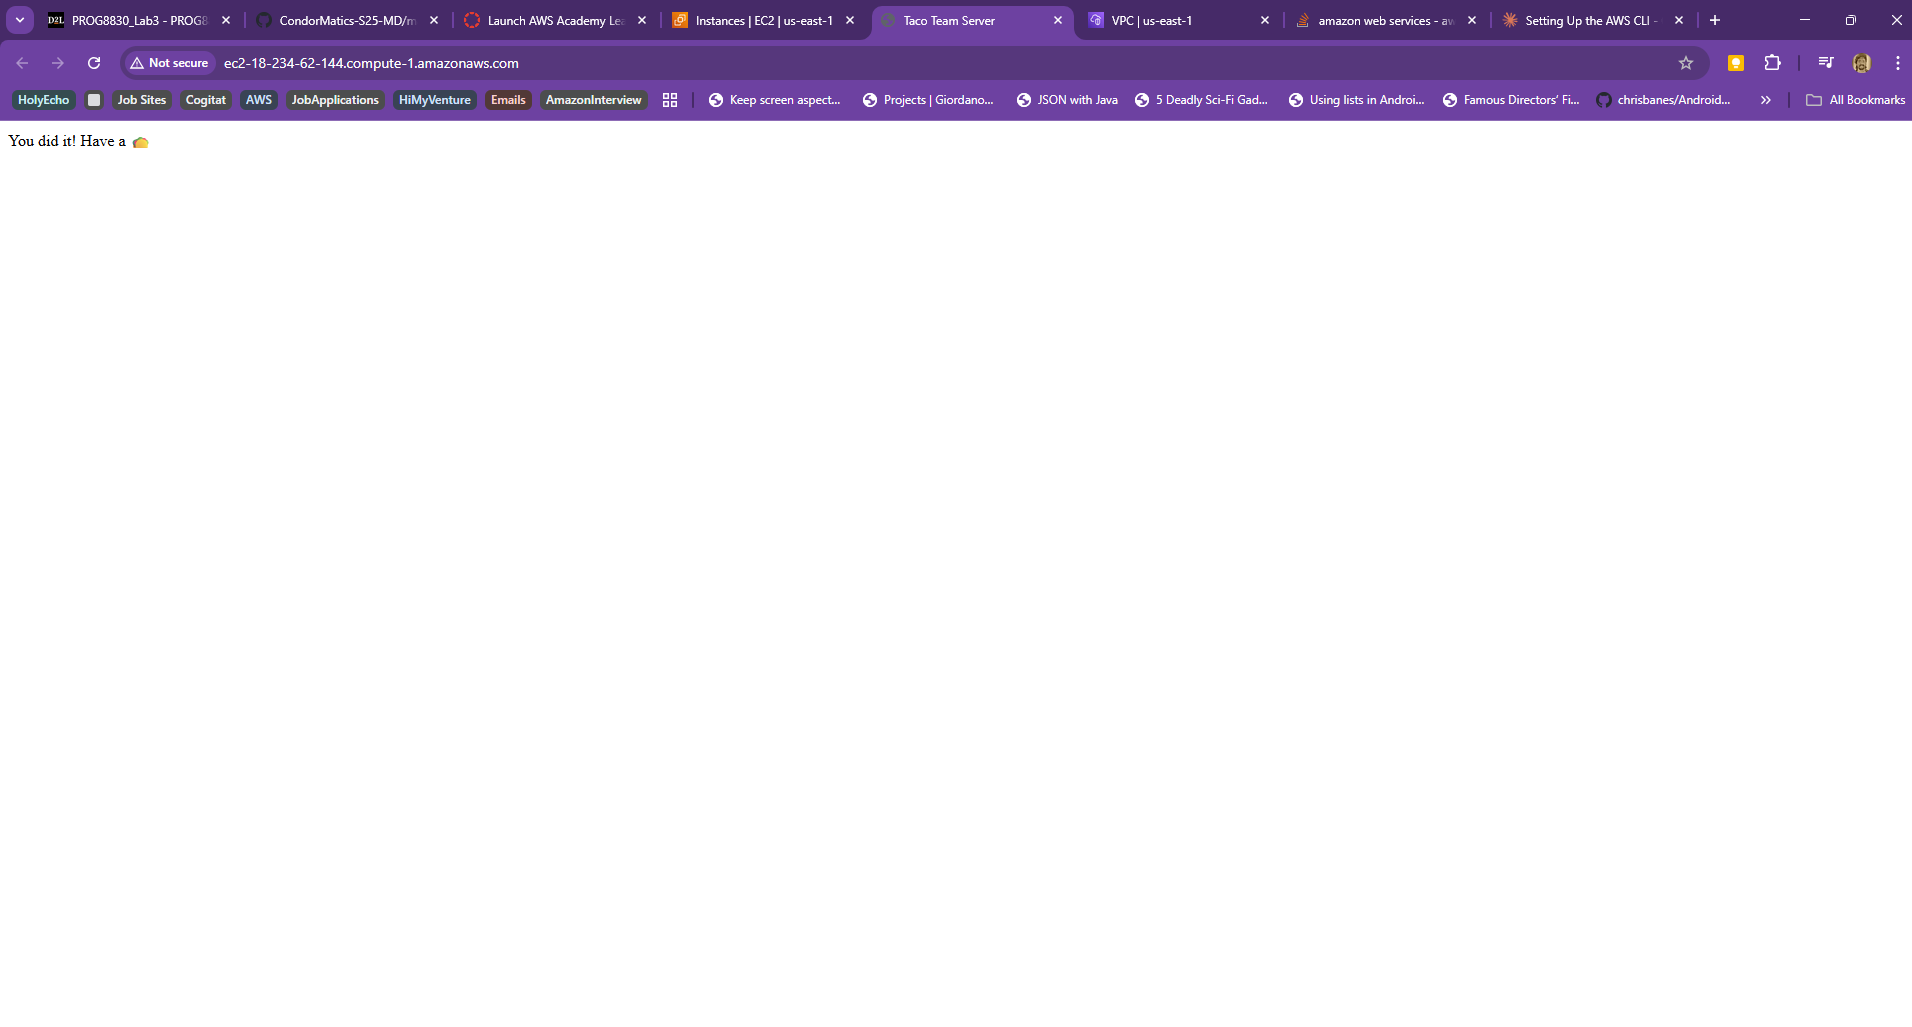 PROG8830_Lab3 - PROG8
CondorMatics-S25-MD/m
Launch AWS Academy Lea
Instances | EC2 | us-east-1
Taco Team Server
VPC | us-east-1
amazon web services - aw
Setting Up the AWS CLI -
Not secure
ec2-18-234-62-144.compute-1.amazonaws.com
HolyEcho
Job Sites
Cogitat
AWS
JobApplications
HiMyVenture
Emails
AmazonInterview
Keep screen aspect...
Projects | Giordano...
JSON with Java
5 Deadly Sci-Fi Gad...
Using lists in Androi...
Famous Directors' Fi...
chrisbanes/Android...
All Bookmarks
You did it! Have a 🌮